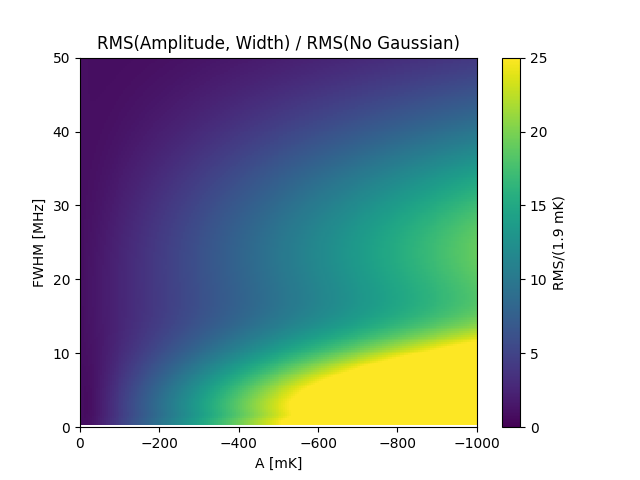 RMS(Amplitude, Width) / RMS(No Gaussian)
50
40
30
20
10
0
FWHM [MHz]
0 −200 −400 −600 −800 −1000
A [mK]
25
20
15
10
5
0
RMS/(1.9 mK)